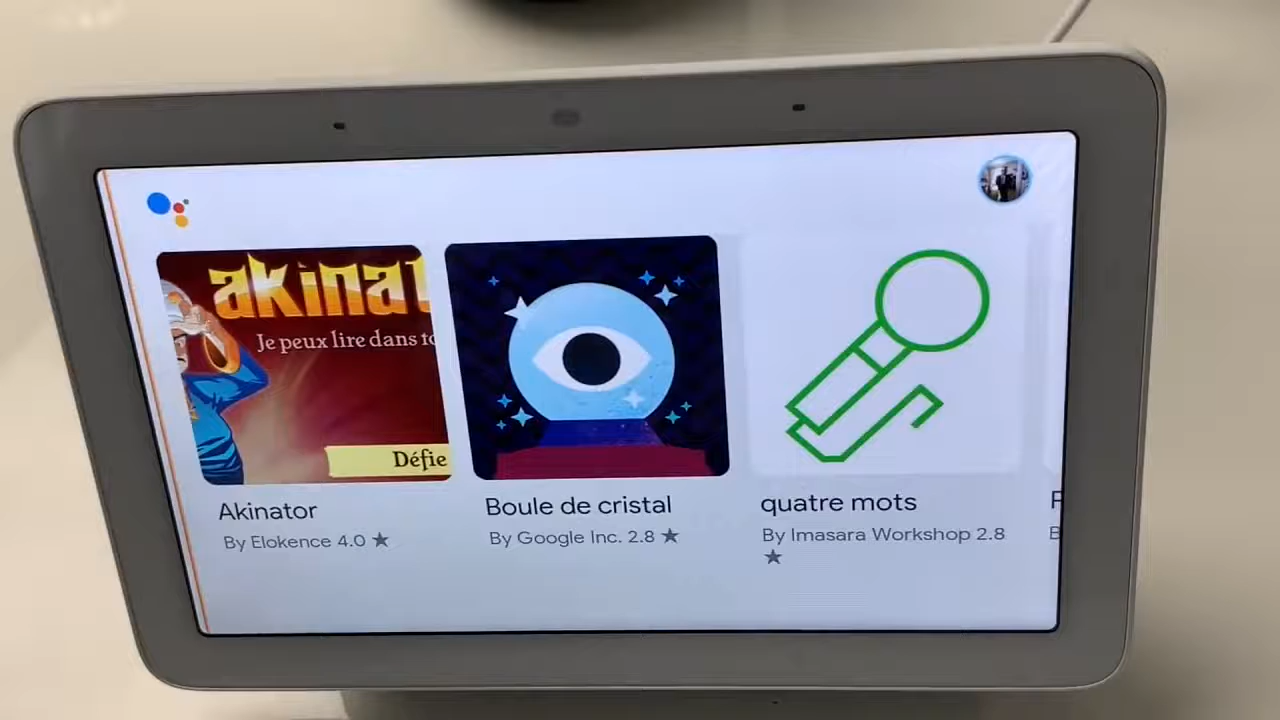 akinat
Je peux lire dans to
Défie
Akinator
By Elokence 4.0 ★
Boule de cristal
By Google Inc. 2.8 ★
quatre mots
By Imasara Workshop 2.8
★